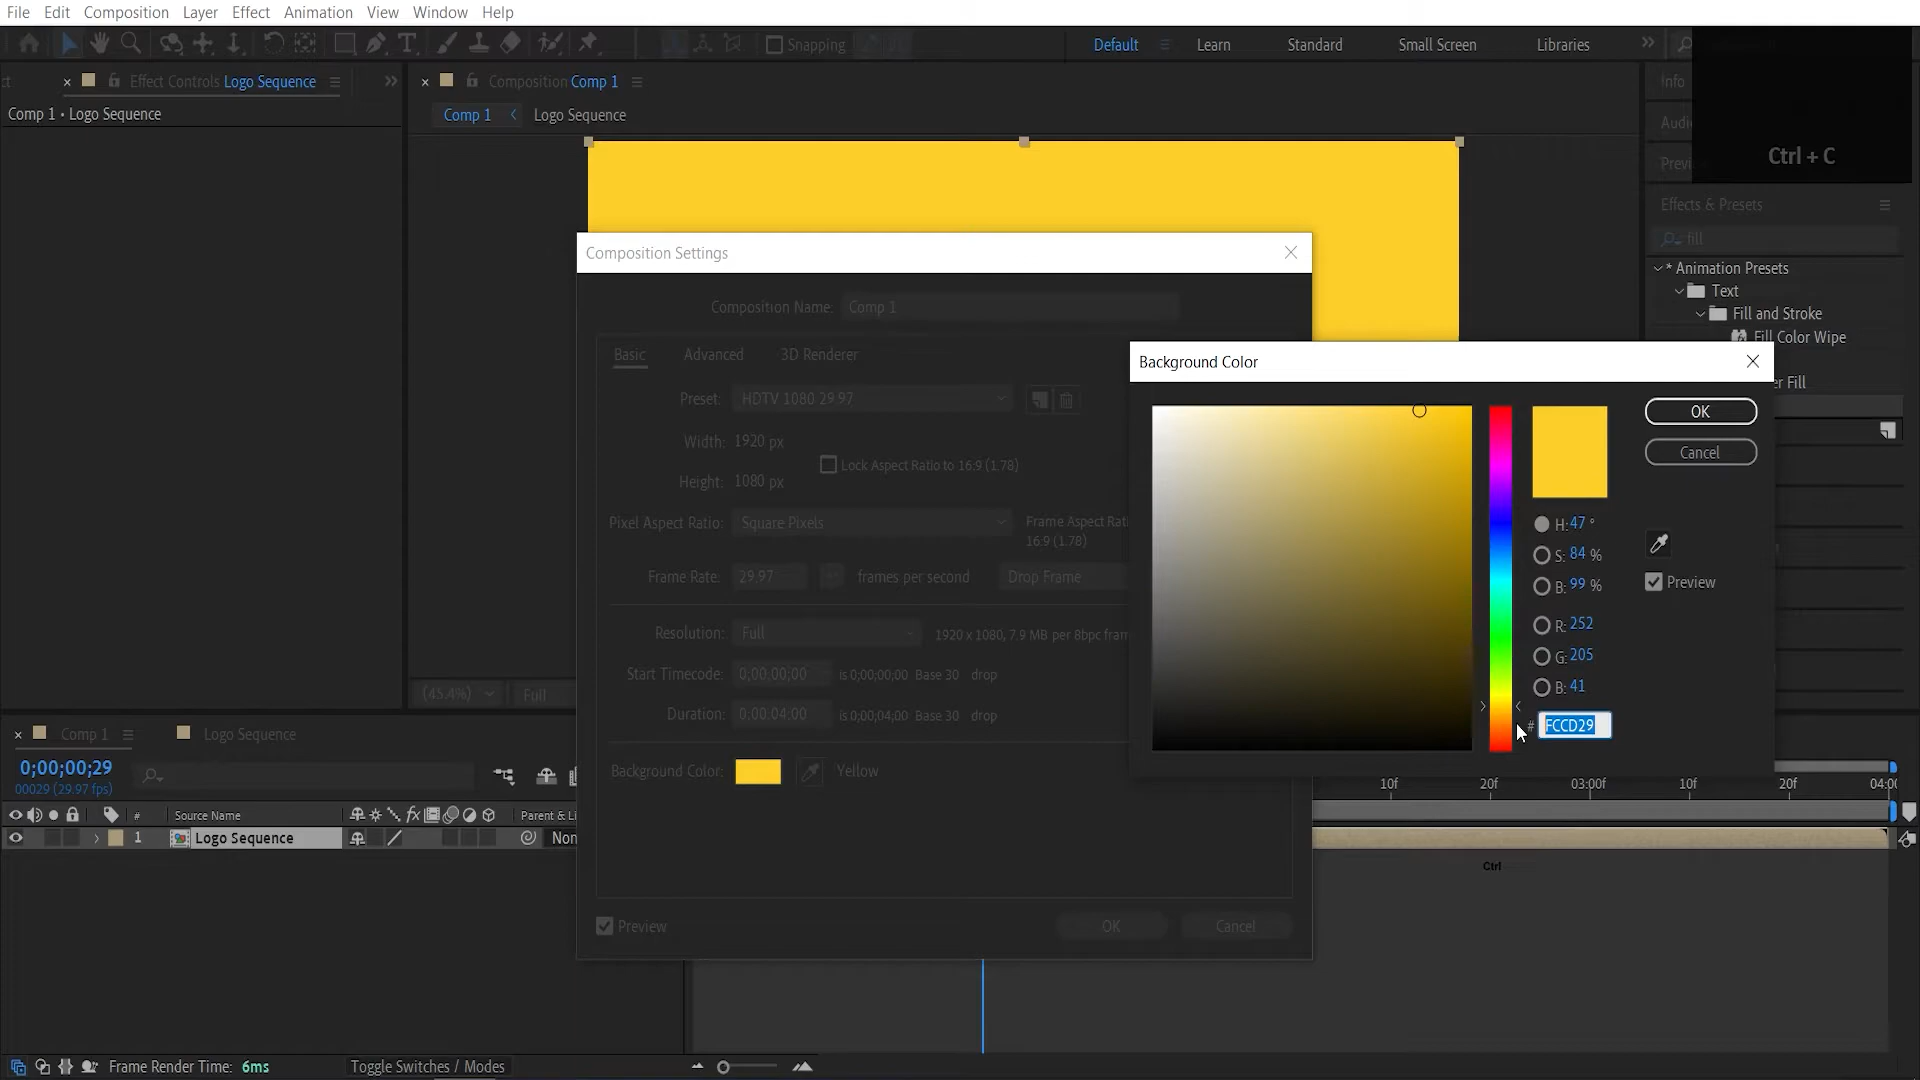 File Edit Composition Layer Effect Animation View Window Help
Snapping
Default Learn Standard Small Screen Libraries
Effect Controls Logo Sequence
Composition Comp 1
Info
Comp 1 • Logo Sequence
Comp 1 Logo Sequence
Ctrl + C
Effects & Presets
fill
* Animation Presets
Text
Fill and Stroke
Fill Color Wipe
Composition Settings
Composition Name: Comp 1
Basic Advanced 3D Renderer
Preset: HDTV 1080 29.97
Width: 1920 px
Lock Aspect Ratio to 16:9 (1.78)
Height: 1080 px
Pixel Aspect Ratio: Square Pixels
Frame Aspect Rati
16:9 (1.78)
Frame Rate: 29.97 frames per second Drop Frame
Resolution: Full 1920 x 1080, 7.9 MB per 8bpc fram
Start Timecode: 0;00;00;00 is 0;00;00;00 Base 30 drop
Duration: 0;00;04;00 is 0;00;04;00 Base 30 drop
Background Color: Yellow
Preview OK Cancel
Background Color
er Fill
OK
Cancel
H: 47 °
S: 84 %
B: 99 %
Preview
R: 252
G: 205
B: 41
# FCCD29
(45.4%) Full
Comp 1 Logo Sequence
0;00;00;29
00029 (29.97 fps)
10f 20f 03:00f 10f 20f 04:00
# Source Name Parent & Li
1 Logo Sequence Non
Ctrl
Frame Render Time: 6ms Toggle Switches / Modes